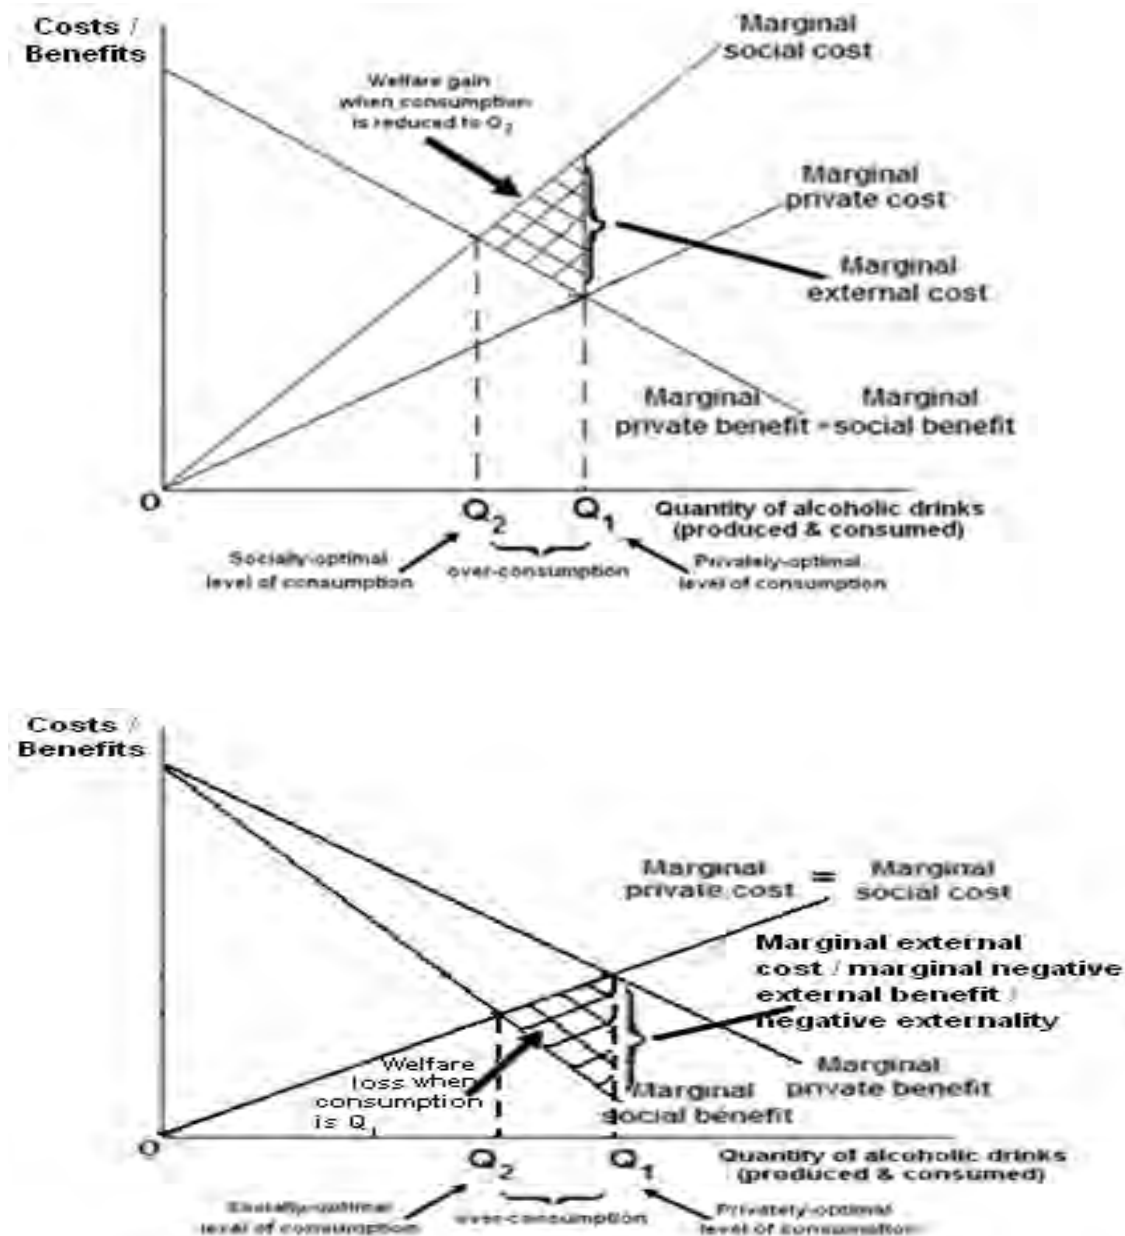 Costs /
Benefits
Marginal
social cost
Welfare gain
when consumption
is reduced to Q2
Marginal
private cost
Marginal
external cost
Marginal Marginal
private benefit = social benefit
O
Q2
Q1
Quantity of alcoholic drinks
(produced & consumed)
Socially-optimal
level of consumption
over-consumption
Privately-optimal
level of consumption
Costs /
Benefits
Marginal = Marginal
private cost social cost
Marginal external
cost / marginal negative
external benefit /
negative externality
Welfare
loss when
consumption
is Q1
Marginal
private benefit
Marginal
social benefit
O
Q2
Q1
Quantity of alcoholic drinks
(produced & consumed)
Socially-optimal
level of consumption
over-consumption
Privately-optimal
level of consumption